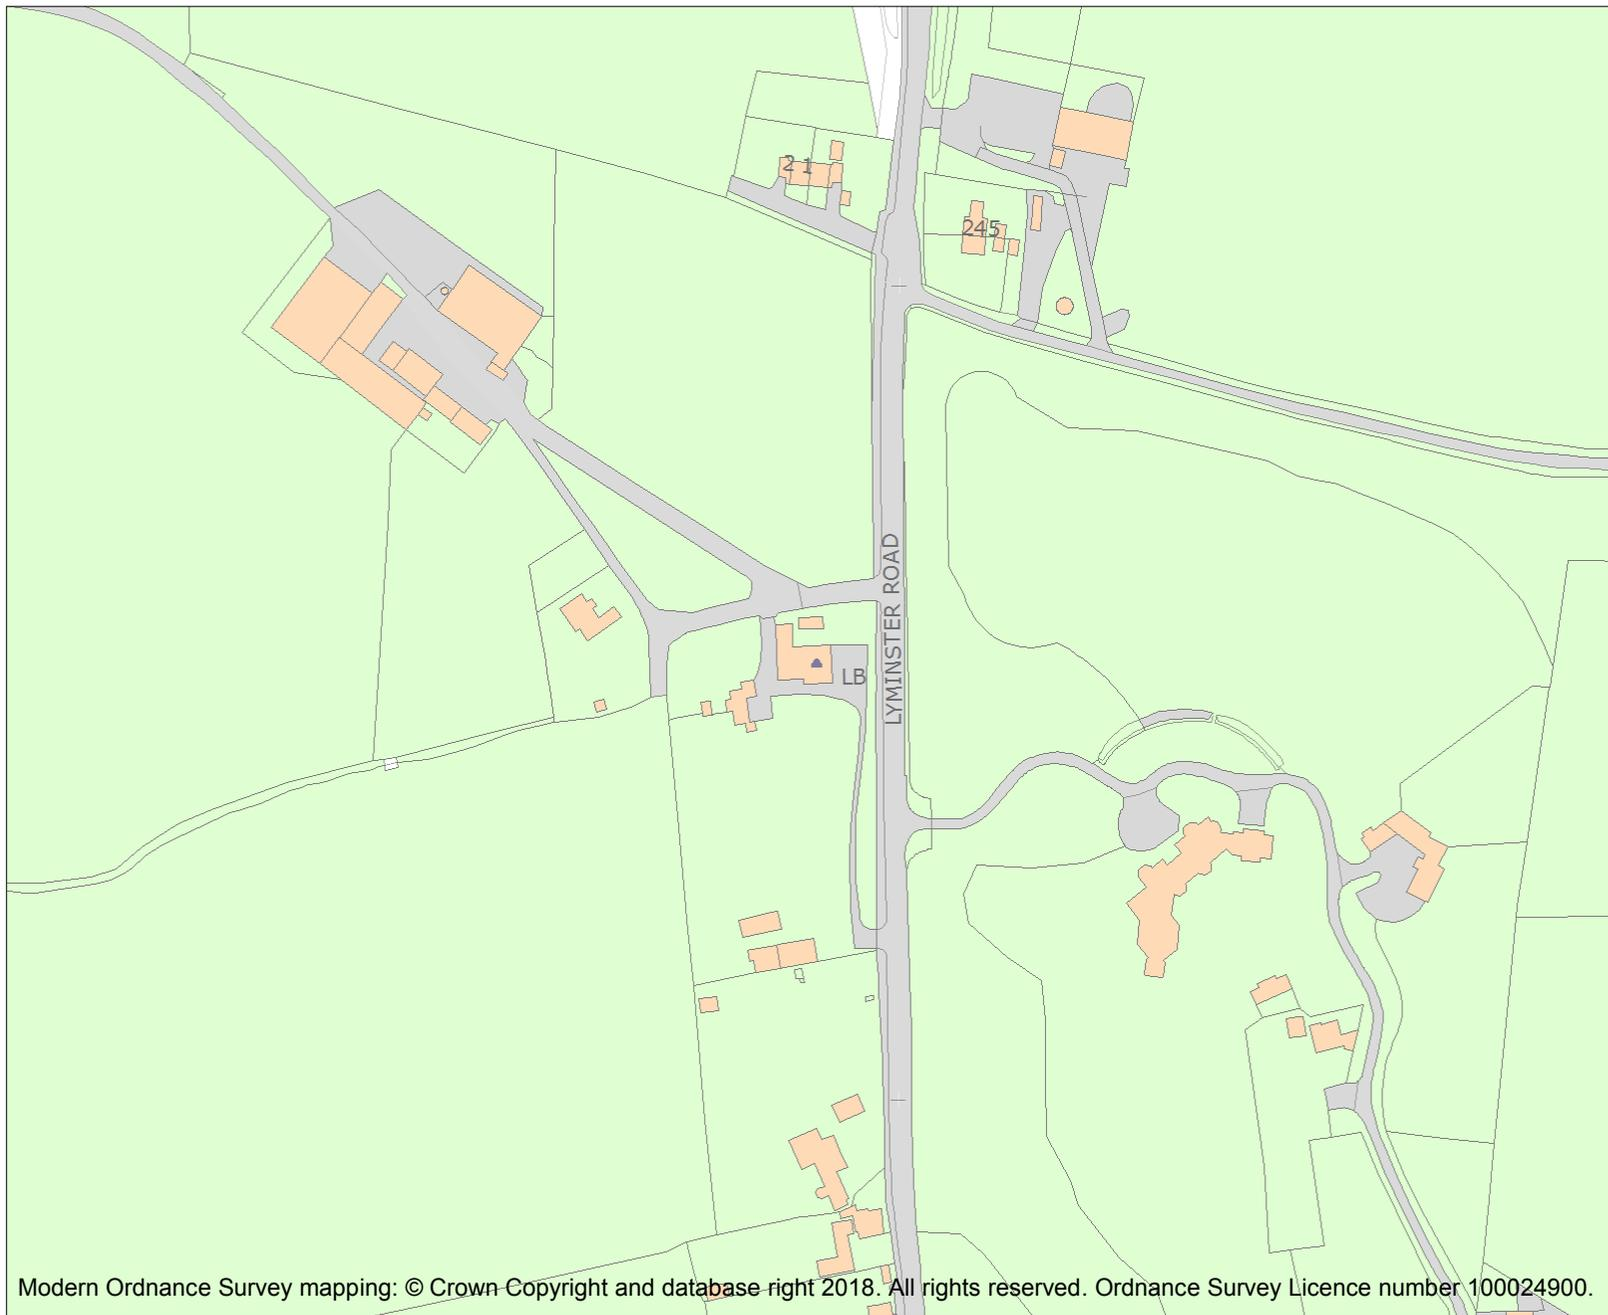 2 1
245
LYMINSTER ROAD
LB
Modern Ordnance Survey mapping: © Crown Copyright and database right 2018. All rights reserved. Ordnance Survey Licence number 100024900.